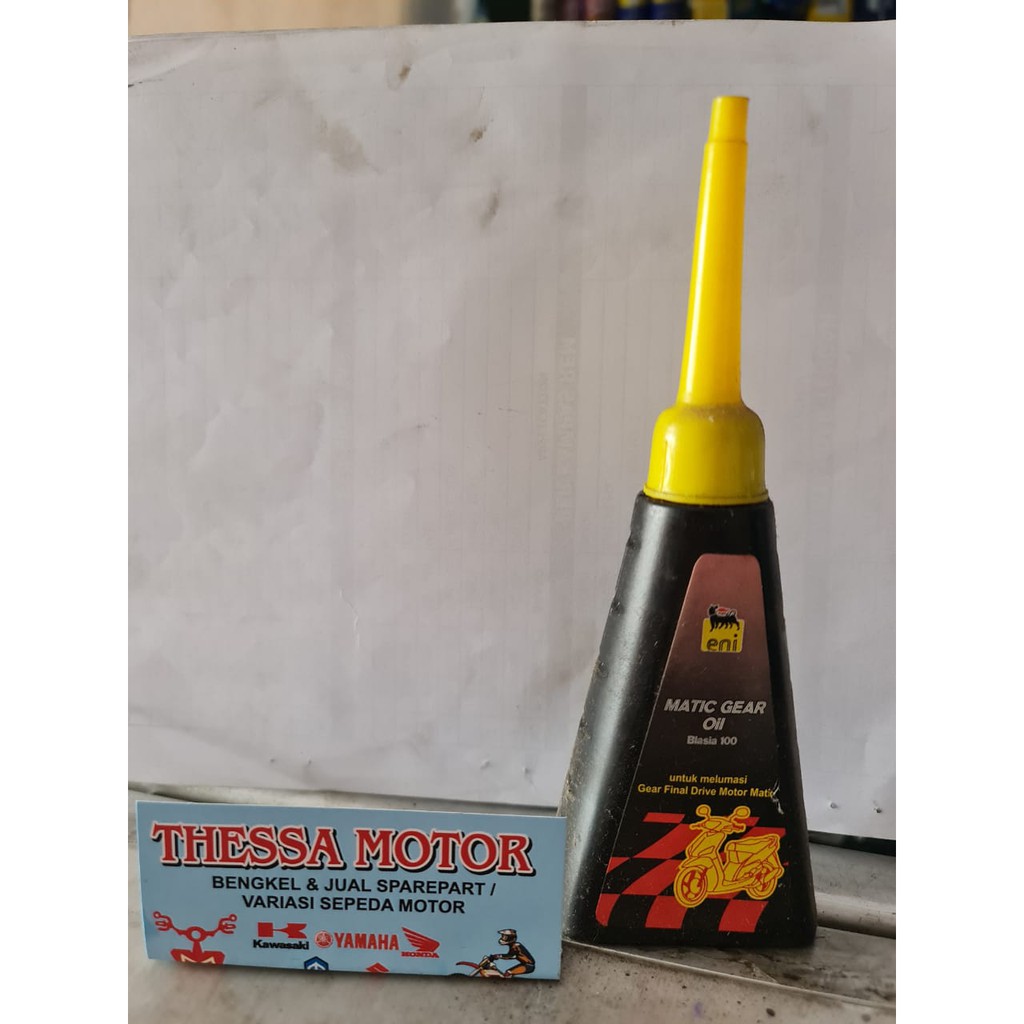 eni
MATIC GEAR
Oil
Blasia 100
untuk melumasi
Gear Final Drive Motor Matic
THESSA MOTOR
BENGKEL & JUAL SPAREPART /
VARIASI SEPEDA MOTOR
Kawasaki YAMAHA HONDA